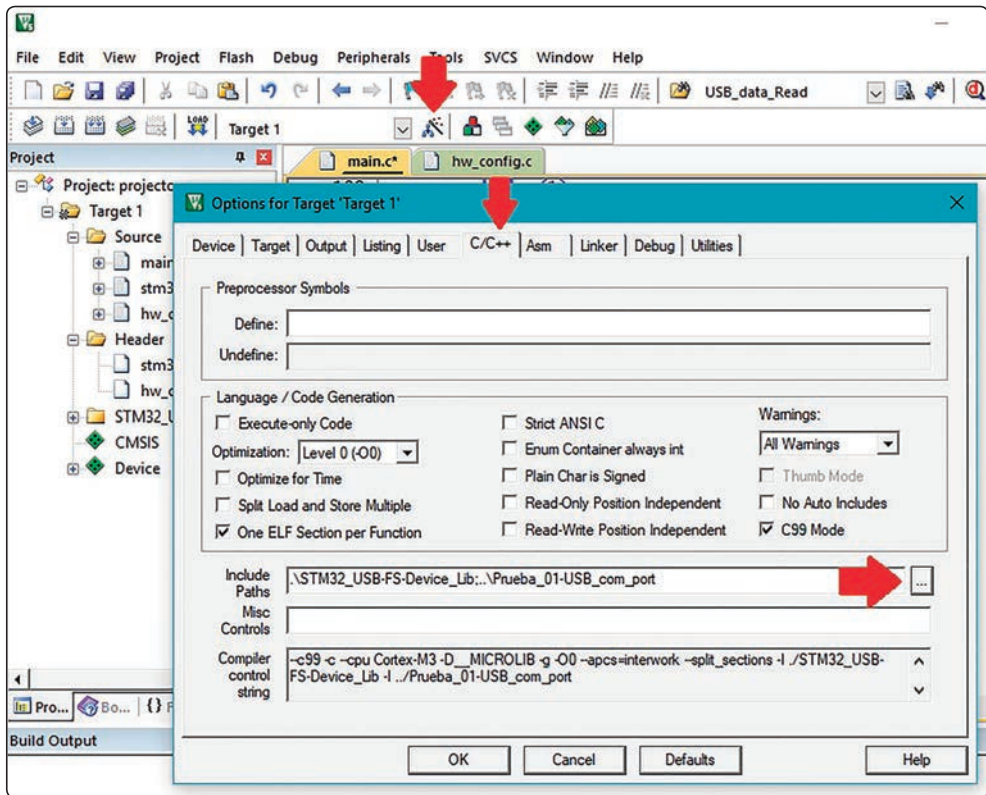 File Edit View Project Flash Debug Peripherals Tools SVCS Window Help
USB_data_Read
LOAD
Target 1
Project
main.c* hw_config.c
Project: projecto
Target 1
Source
main
stm3
hw_c
Header
stm3
hw_c
STM32_U
CMSIS
Device
Options for Target 'Target 1'
Device Target Output Listing User C/C++ Asm Linker Debug Utilities
Preprocessor Symbols
Define:
Undefine:
Language / Code Generation
Execute-only Code
Optimization: Level 0 (-O0)
Optimize for Time
Split Load and Store Multiple
One ELF Section per Function
Strict ANSI C
Enum Container always int
Plain Char is Signed
Read-Only Position Independent
Read-Write Position Independent
Warnings:
All Warnings
Thumb Mode
No Auto Includes
C99 Mode
Include
Paths
.\STM32_USB-FS-Device_Lib;..\Prueba_01-USB_com_port
...
Misc
Controls
Compiler
control
string
--c99 -c --cpu Cortex-M3 -D__MICROLIB -g -O0 --apcs=interwork --split_sections -I ./STM32_USB-
FS-Device_Lib -I ../Prueba_01-USB_com_port
Pro... Bo... {} F
Build Output
OK Cancel Defaults Help